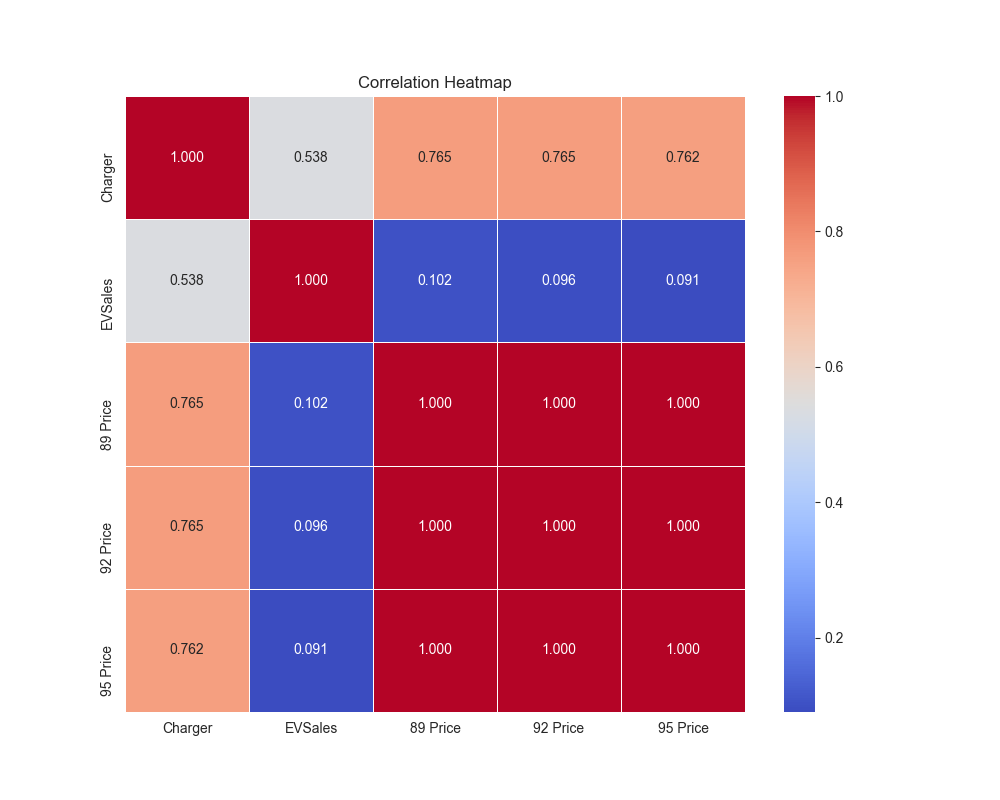 Correlation Heatmap
Charger 1.000 0.538 0.765 0.765 0.762
EVSales 0.538 1.000 0.102 0.096 0.091
89 Price 0.765 0.102 1.000 1.000 1.000
92 Price 0.765 0.096 1.000 1.000 1.000
95 Price 0.762 0.091 1.000 1.000 1.000
Charger EVSales 89 Price 92 Price 95 Price
1.0
0.8
0.6
0.4
0.2